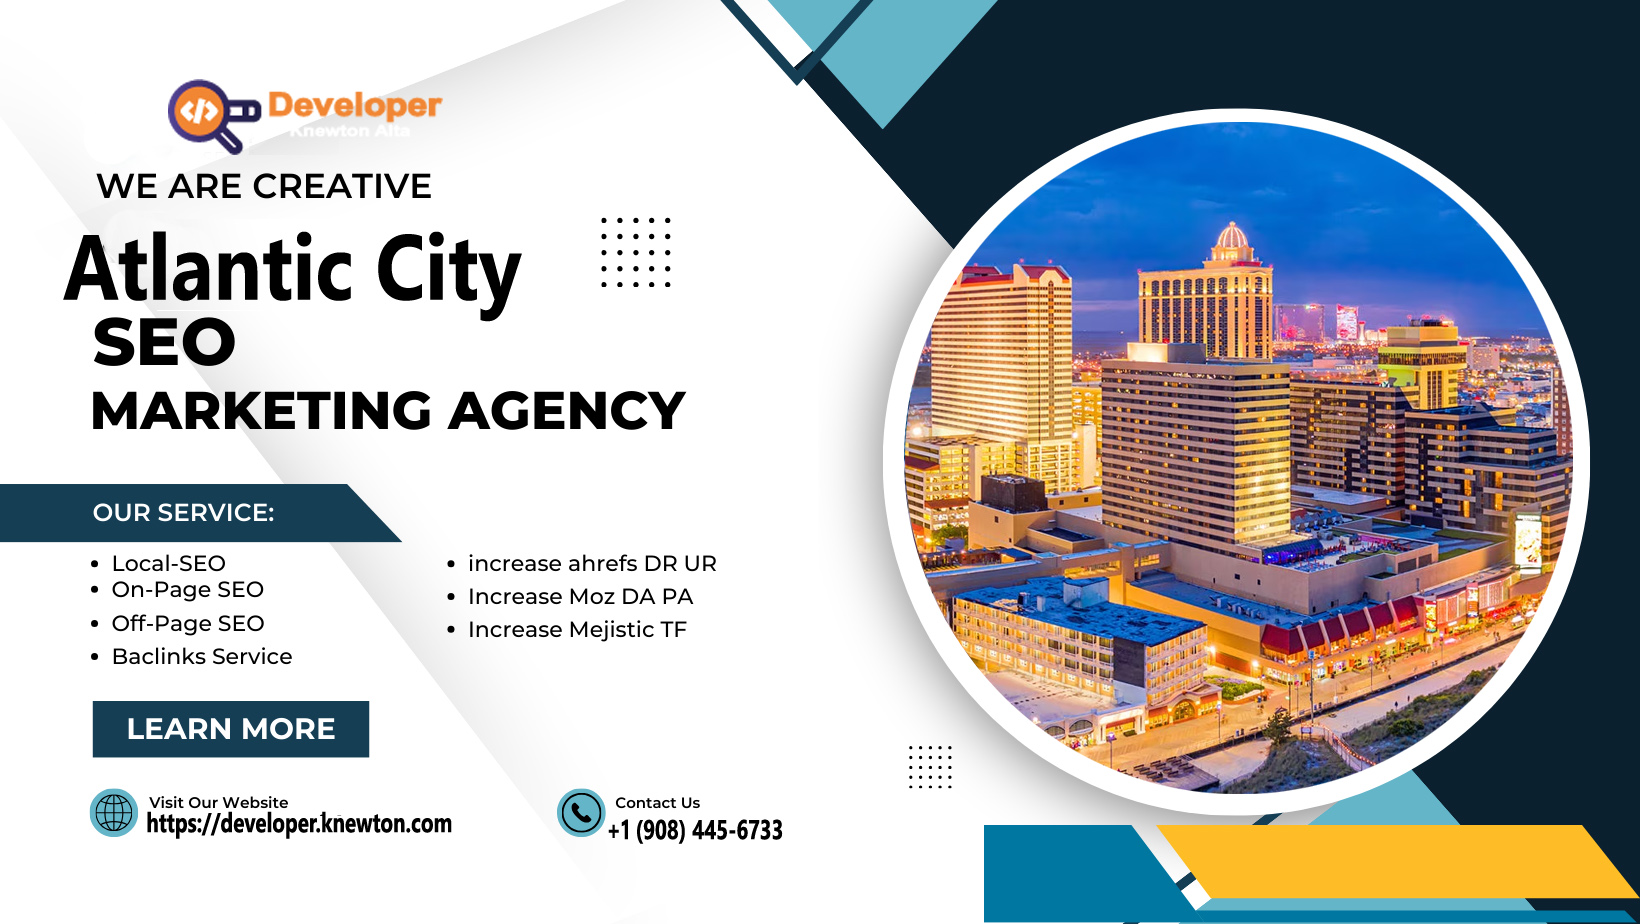 Developer
Knewton Alta
WE ARE CREATIVE
Atlantic City
SEO
MARKETING AGENCY
OUR SERVICE:
Local-SEO
On-Page SEO
Off-Page SEO
Baclinks Service
increase ahrefs DR UR
Increase Moz DA PA
Increase Mejistic TF
LEARN MORE
Visit Our Website
https://developer.knewton.com
Contact Us
+1 (908) 445-6733